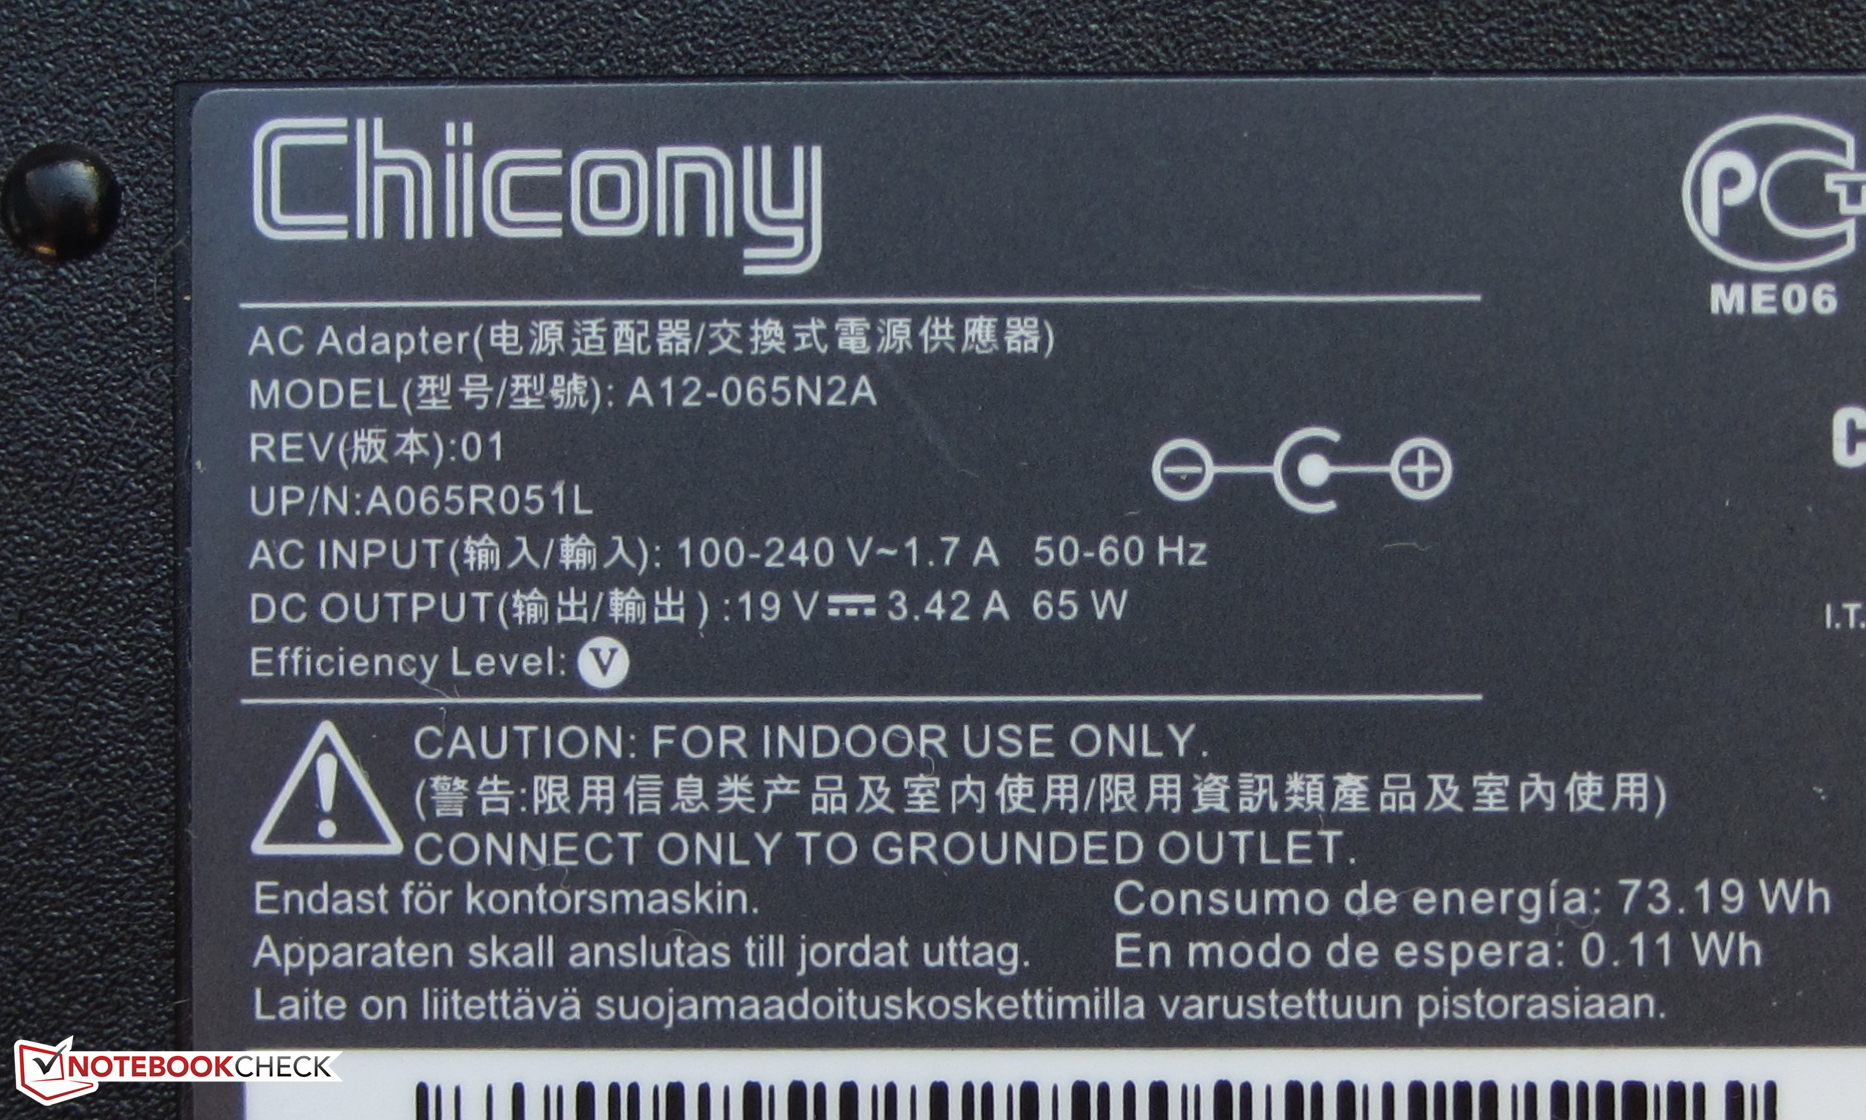 Chicony
PCT
ME06
AC Adapter(电源适配器/交換式電源供應器)
MODEL(型号/型號): A12-065N2A
REV(版本):01
UP/N:A065R051L
AC INPUT(输入/輸入): 100-240 V~1.7 A 50-60 Hz
DC OUTPUT(输出/輸出) :19 V⎓3.42 A 65 W
I.T.
Efficiency Level: V
CAUTION: FOR INDOOR USE ONLY.
(警告:限用信息类产品及室内使用/限用資訊類產品及室內使用)
CONNECT ONLY TO GROUNDED OUTLET.
Endast för kontorsmaskin.
Consumo de energía: 73.19 Wh
Apparaten skall anslutas till jordat uttag.
En modo de espera: 0.11 Wh
Laite on liitettävä suojamaadoituskoskettimilla varustettuun pistorasiaan.
NOTEBOOKCHECK